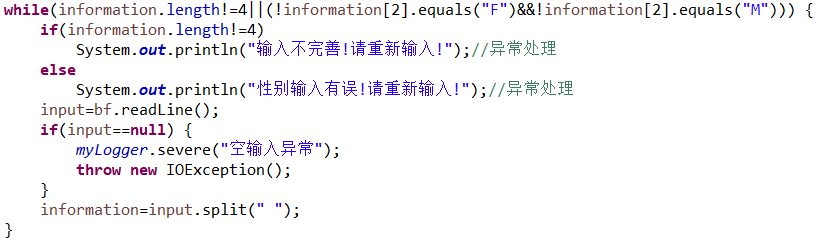 while(information.length!=4||(!information[2].equals("F")&&!information[2].equals("M"))) {
    if(information.length!=4)
        System.out.println("输入不完善!请重新输入!");//异常处理
    else
        System.out.println("性别输入有误!请重新输入!");//异常处理
    input=bf.readLine();
    if(input==null) {
        myLogger.severe("空输入异常");
        throw new IOException();
    }
    information=input.split(" ");
}